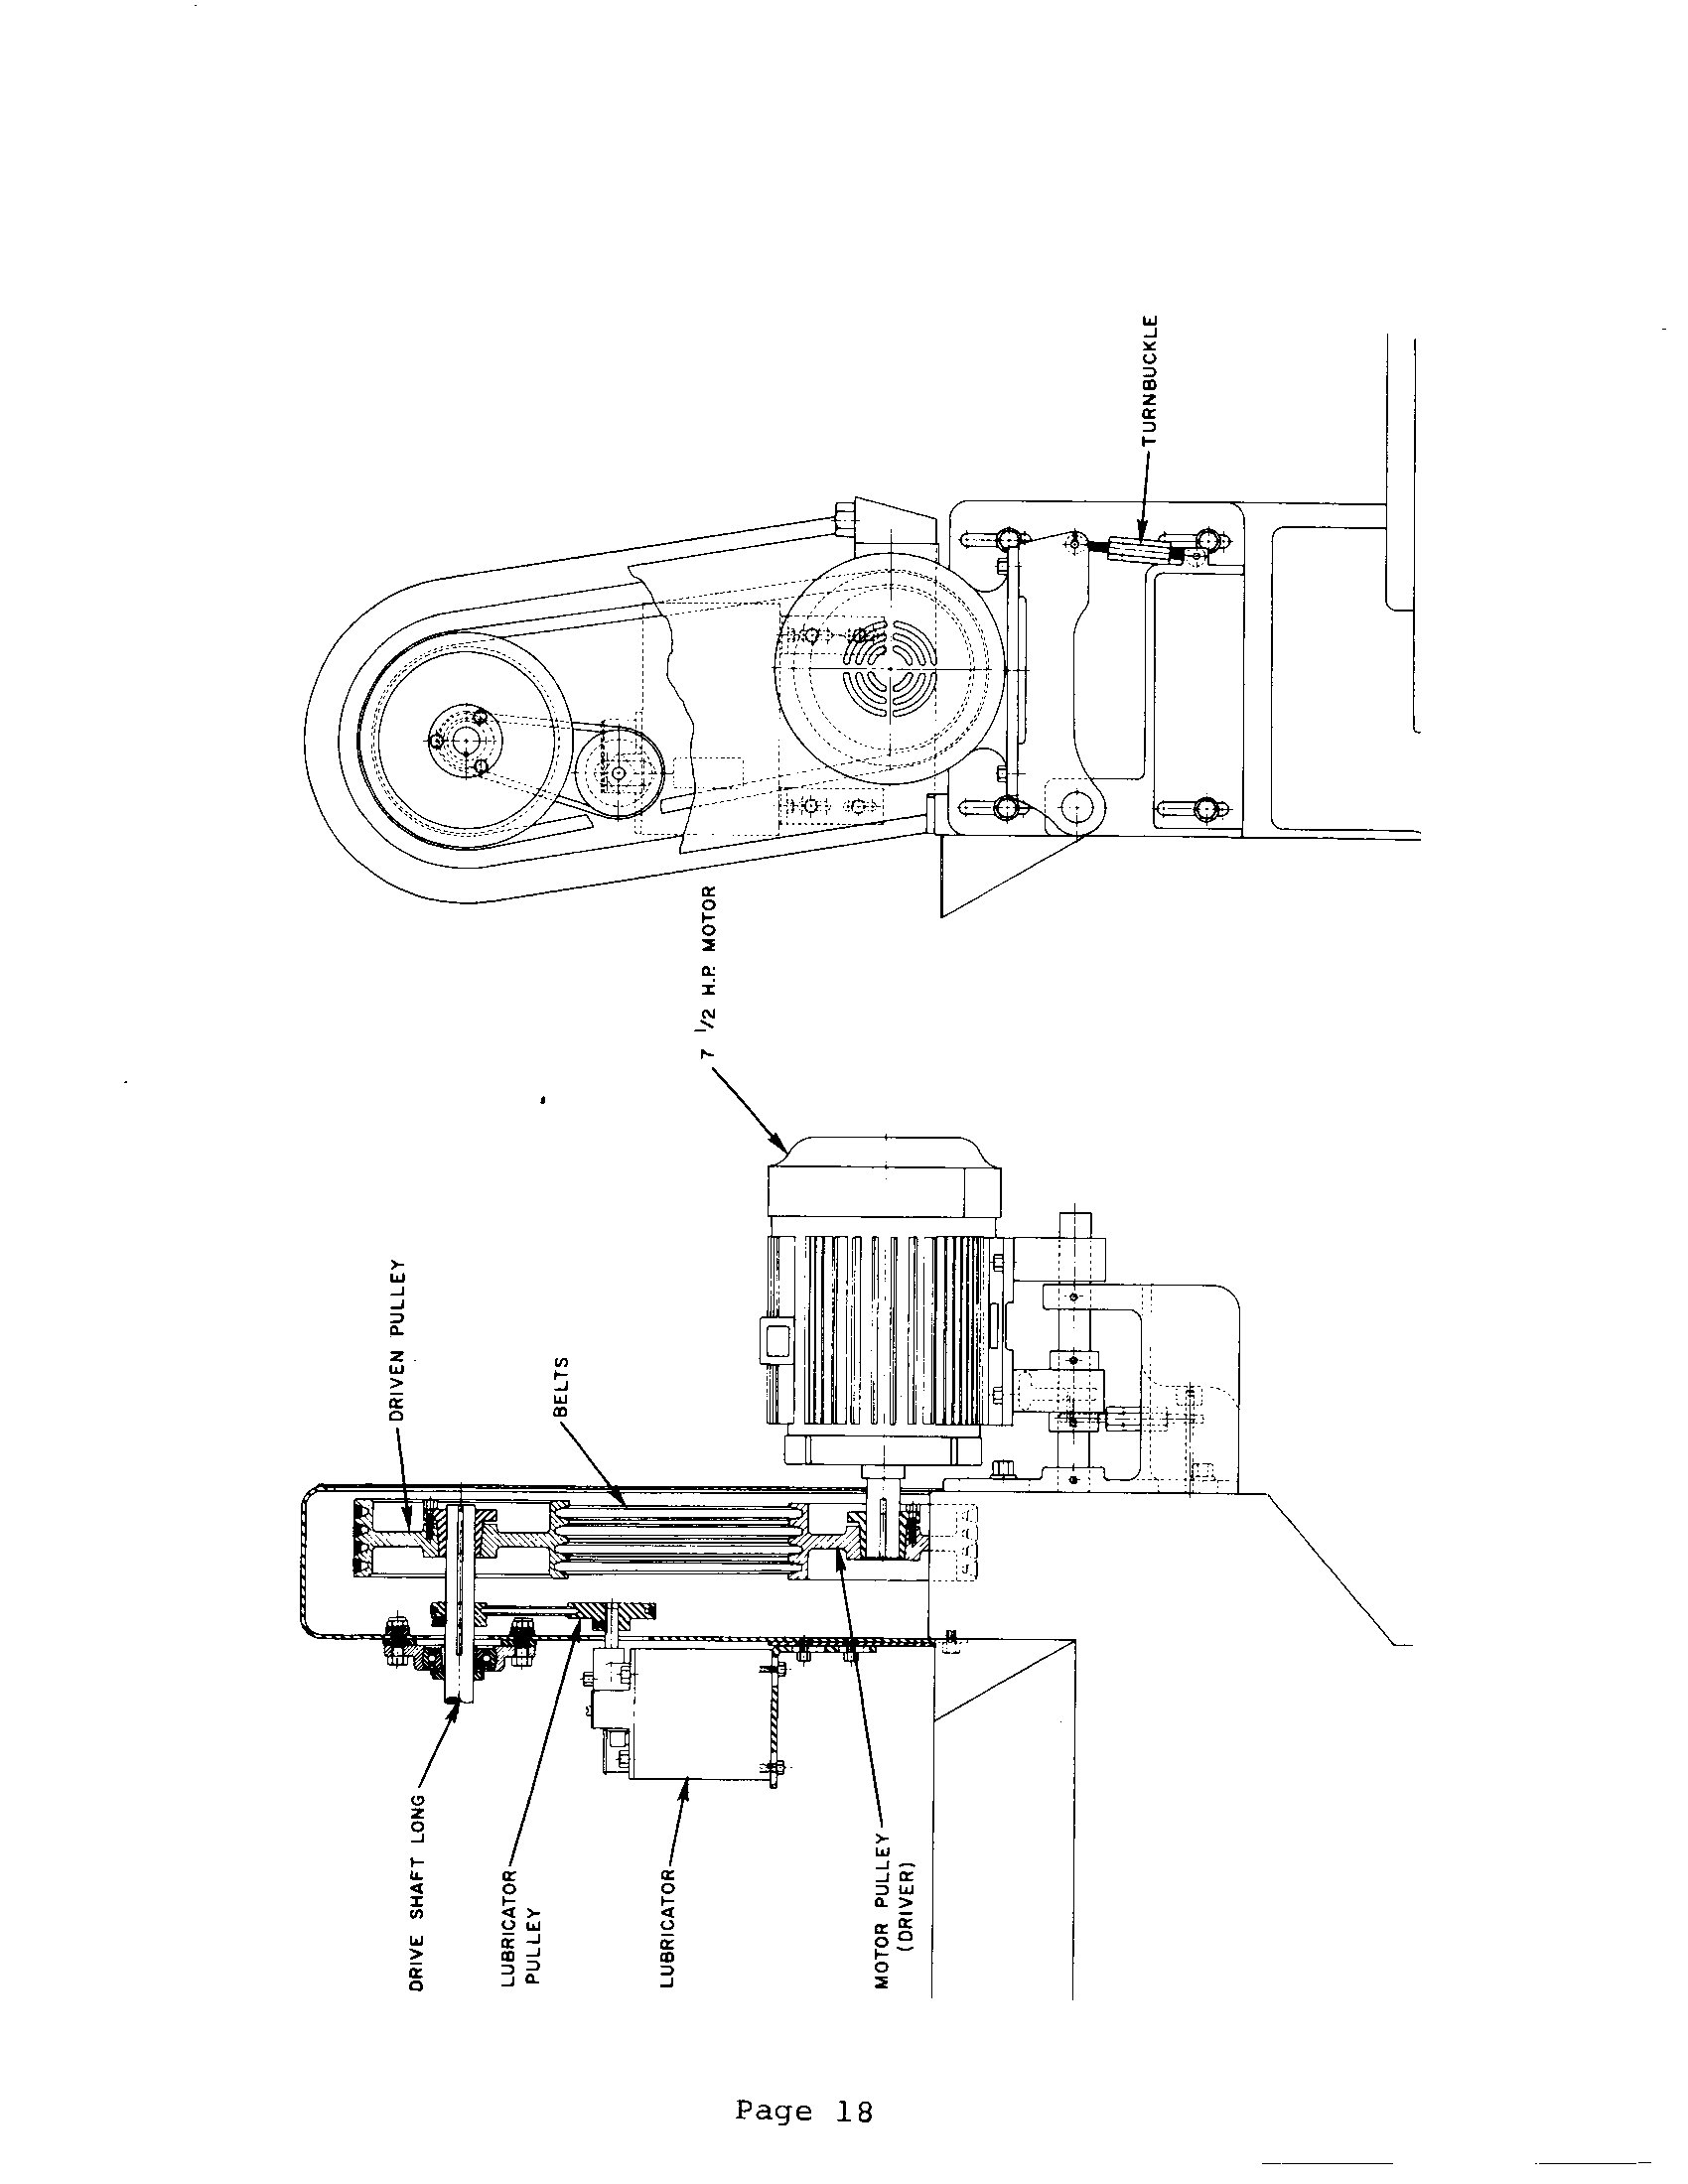 TURNBUCKLE
7 1/2 H.P. MOTOR
DRIVEN PULLEY
BELTS
DRIVE SHAFT LONG
LUBRICATOR
PULLEY
LUBRICATOR
MOTOR PULLEY
(DRIVER)
Page 18